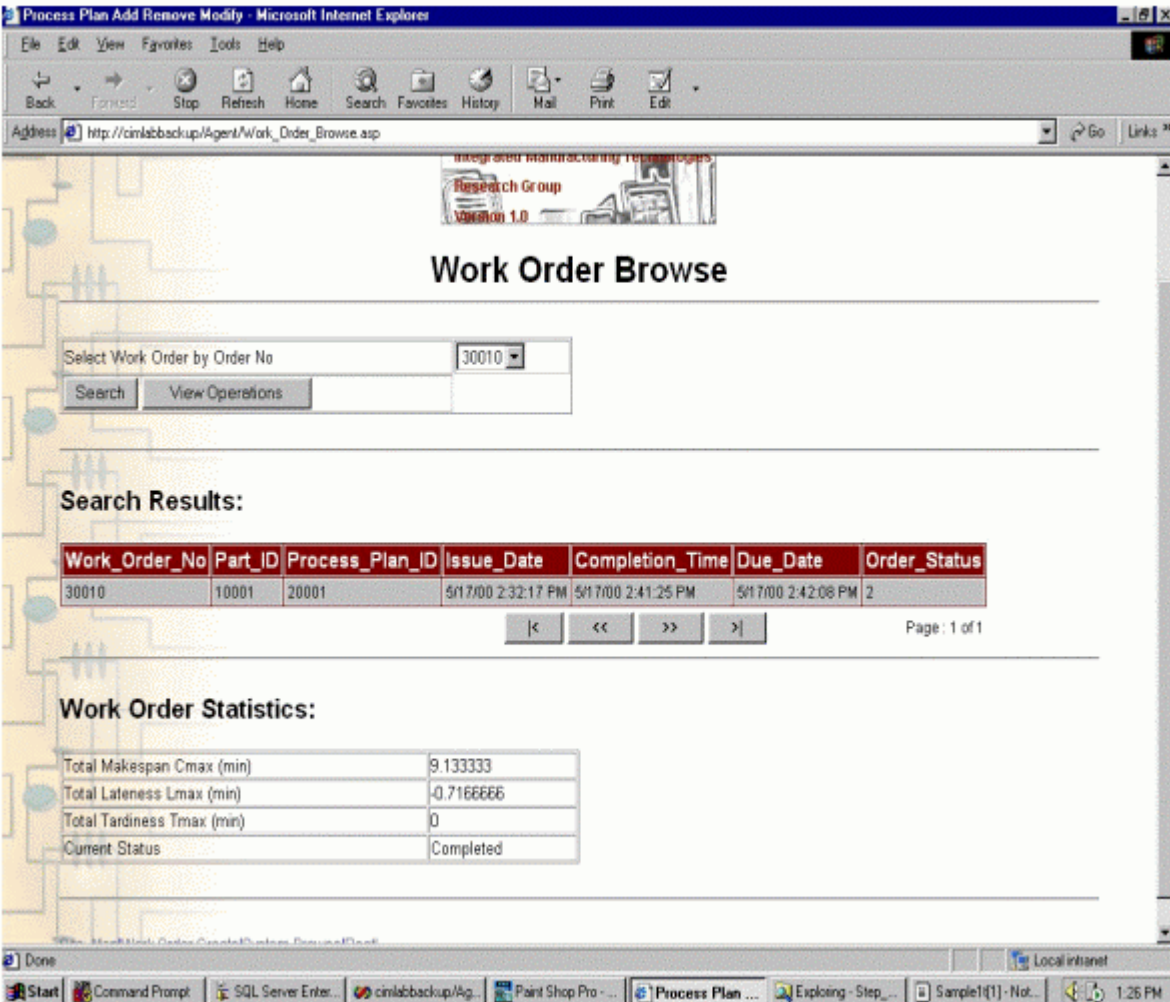 Process Plan Add Remove Modify - Microsoft Internet Explorer
File Edit View Favorites Tools Help
Back Forward Stop Refresh Home Search Favorites History Mail Print Edit
Address http://cimlabbackup/Agent/Work_Order_Browse.asp Go Links »
Integrated Manufacturing Technologies
Research Group
Version 1.0
Work Order Browse
Select Work Order by Order No 30010
Search View Operations
Search Results:
Work_Order_No Part_ID Process_Plan_ID Issue_Date Completion_Time Due_Date Order_Status
30010 10001 20001 5/17/00 2:32:17 PM 5/17/00 2:41:25 PM 5/17/00 2:42:08 PM 2
|< << >> >| Page : 1 of 1
Work Order Statistics:
Total Makespan Cmax (min) 9.133333
Total Lateness Lmax (min) -0.7166666
Total Tardiness Tmax (min) 0
Current Status Completed
Done Local intranet
Start Command Prompt SQL Server Enter... cimlabbackup/Ag... Paint Shop Pro - ... Process Plan ... Exploring - Step_... Sample1f[1] - Not... 1:26 PM